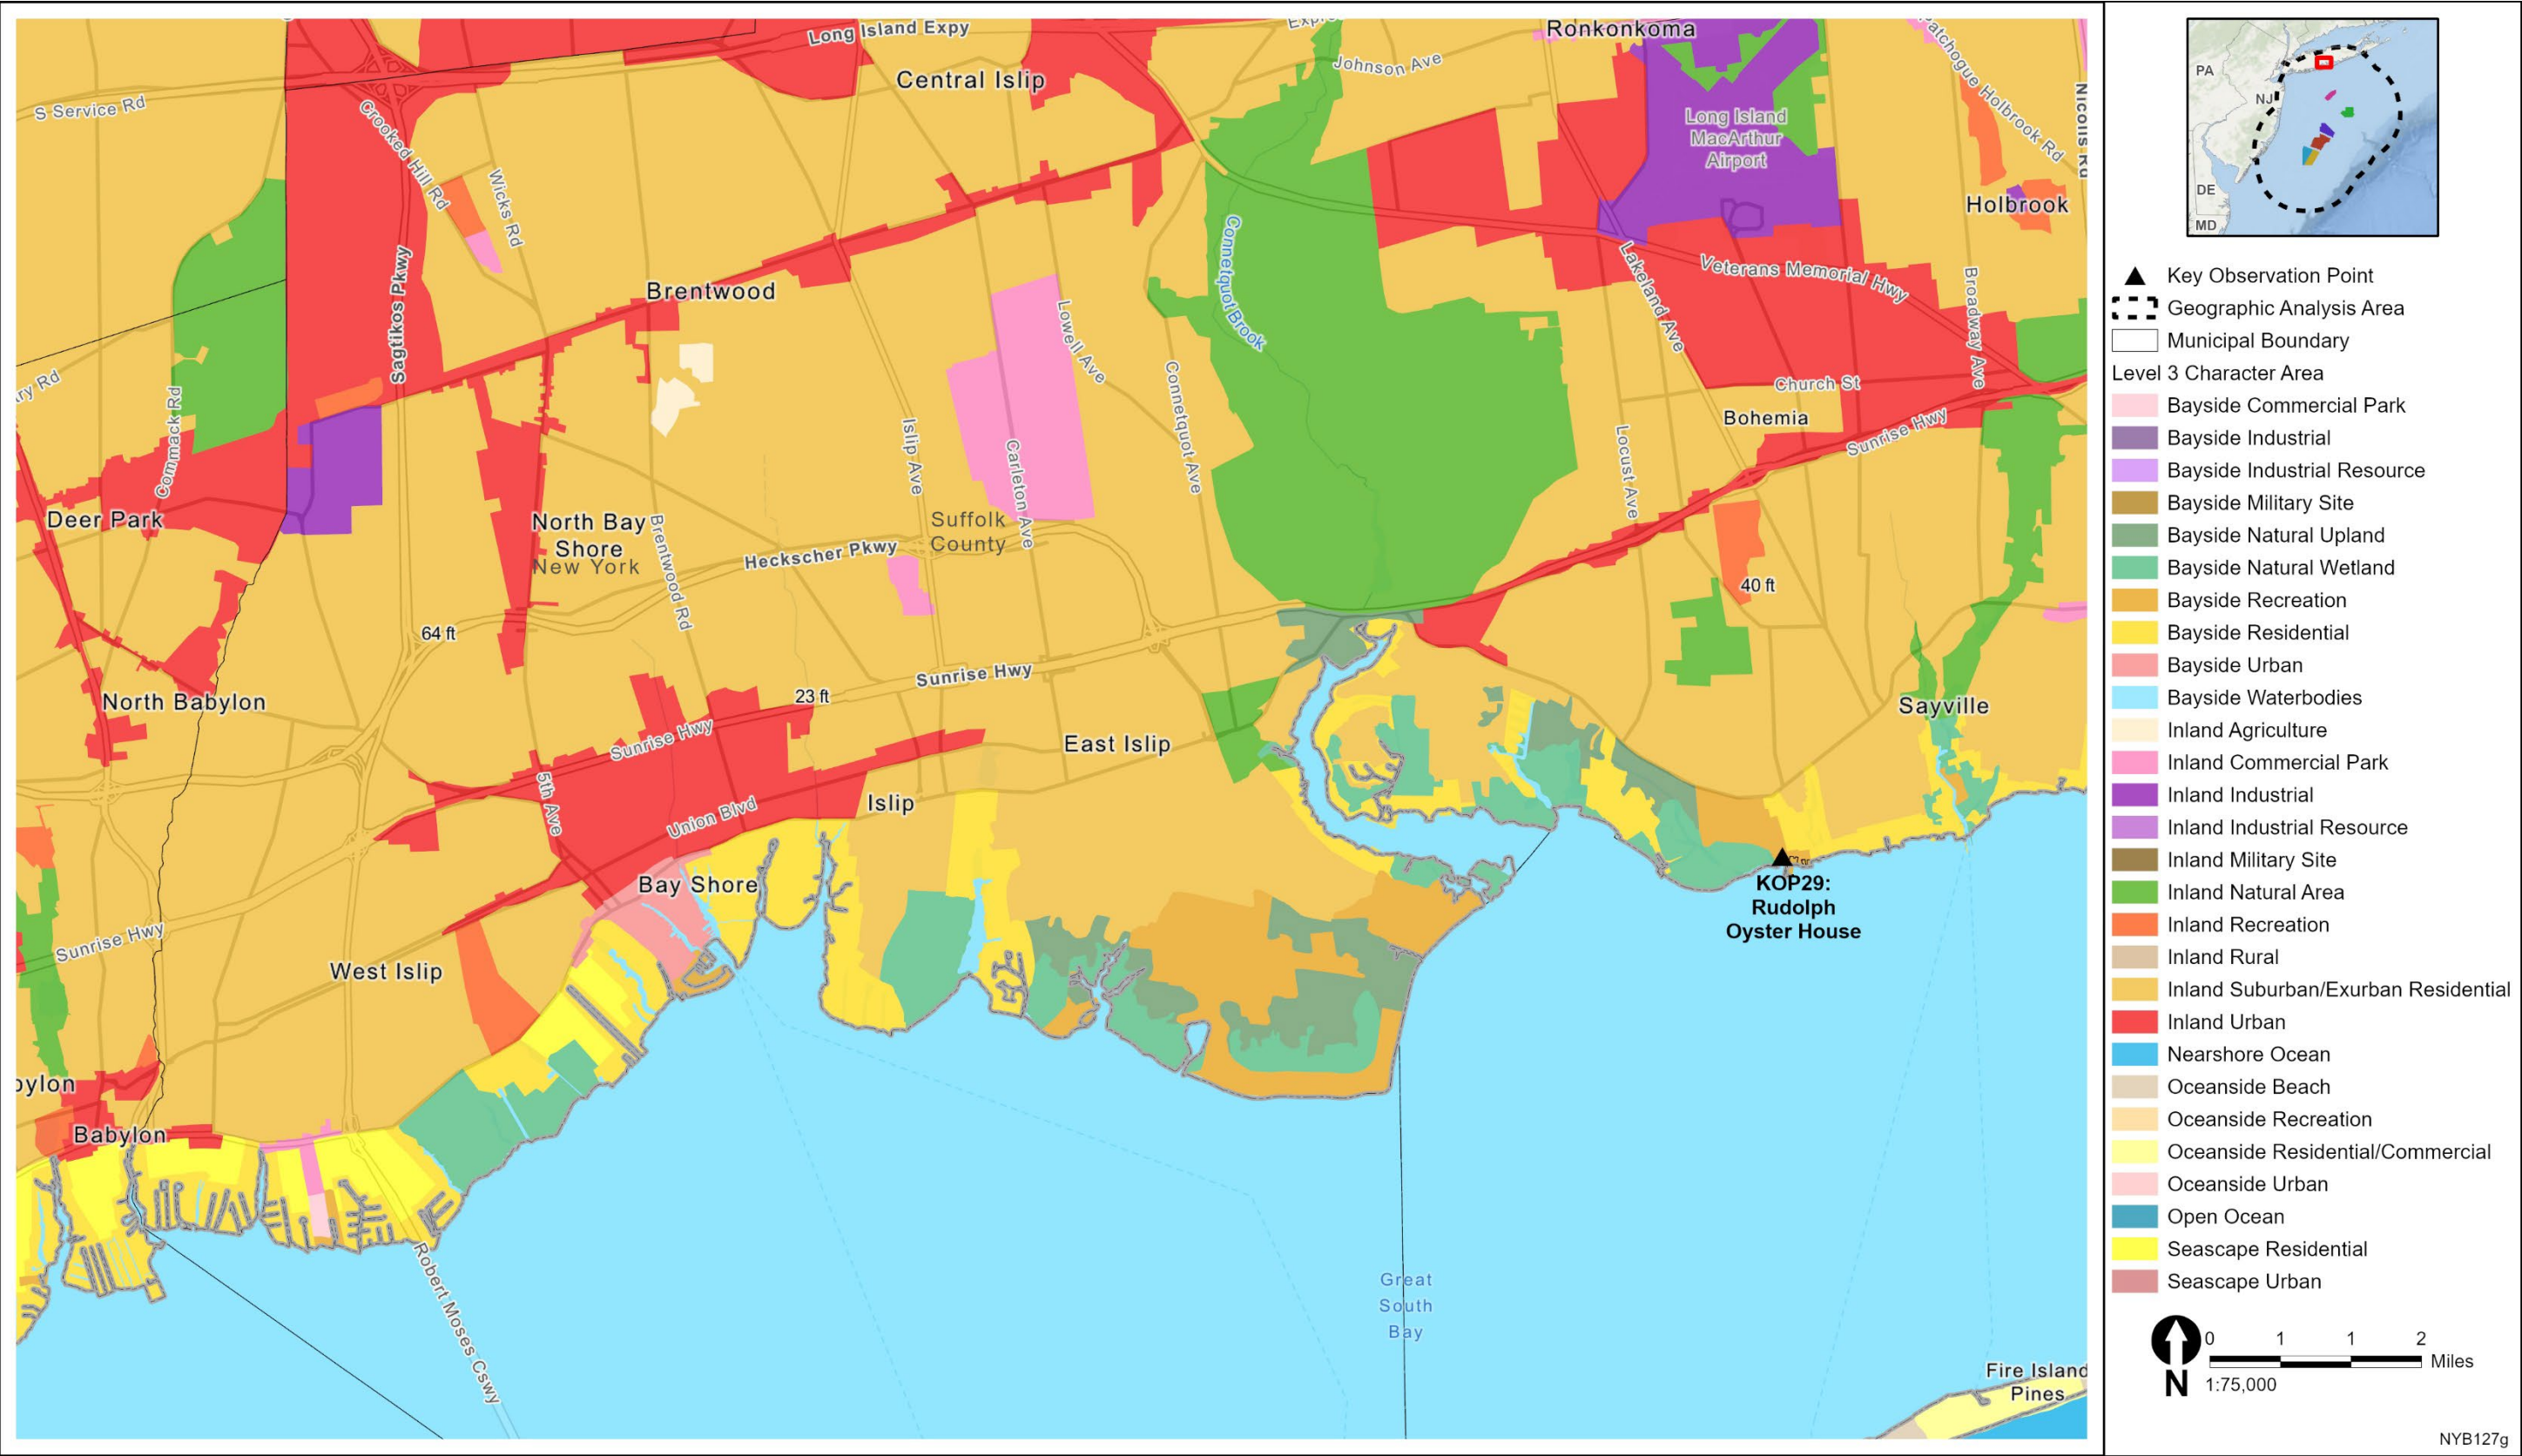 Long Island Expy
Expre
Ronkonkoma
Patchogue Holbrook Rd
Nicolls Rd
Central Islip
Johnson Ave
S Service Rd
Crooked Hill Rd
Wicks Rd
Long Island
MacArthur
Airport
Holbrook
Connetquot Brook
Sagtikos Pkwy
Brentwood
Lowell Ave
Lakeland Ave
Veterans Memorial Hwy
Broadway Ave
ry Rd
Commack Rd
Connetquot Ave
Church St
Bohemia
Sunrise Hwy
Islip Ave
Carleton Ave
Locust Ave
Deer Park
North Bay
Shore
New York
Brentwood Rd
Suffolk
County
Heckscher Pkwy
40 ft
64 ft
Sunrise Hwy
23 ft
North Babylon
Sayville
Sunrise Hwy
East Islip
5th Ave
Union Blvd
Islip
Bay Shore
KOP29:
Rudolph
Oyster House
Sunrise Hwy
West Islip
bylon
Babylon
Robert Moses Cswy
Great
South
Bay
Fire Island
Pines
PA
NJ
DE
MD
Key Observation Point
Geographic Analysis Area
Municipal Boundary
Level 3 Character Area
Bayside Commercial Park
Bayside Industrial
Bayside Industrial Resource
Bayside Military Site
Bayside Natural Upland
Bayside Natural Wetland
Bayside Recreation
Bayside Residential
Bayside Urban
Bayside Waterbodies
Inland Agriculture
Inland Commercial Park
Inland Industrial
Inland Industrial Resource
Inland Military Site
Inland Natural Area
Inland Recreation
Inland Rural
Inland Suburban/Exurban Residential
Inland Urban
Nearshore Ocean
Oceanside Beach
Oceanside Recreation
Oceanside Residential/Commercial
Oceanside Urban
Open Ocean
Seascape Residential
Seascape Urban
0 1 1 2
Miles
N
1:75,000
NYB127g